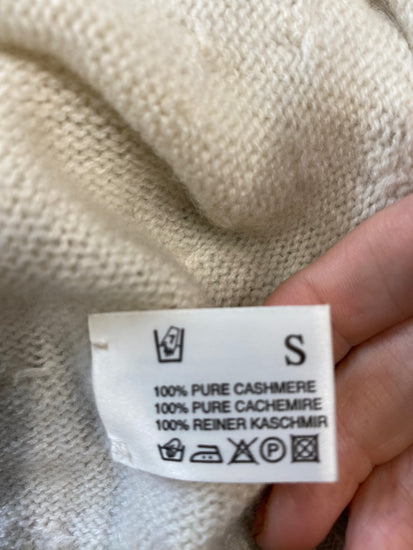 S
100% PURE CASHMERE
100% PURE CACHEMIRE
100% REINER KASCHMIR
P